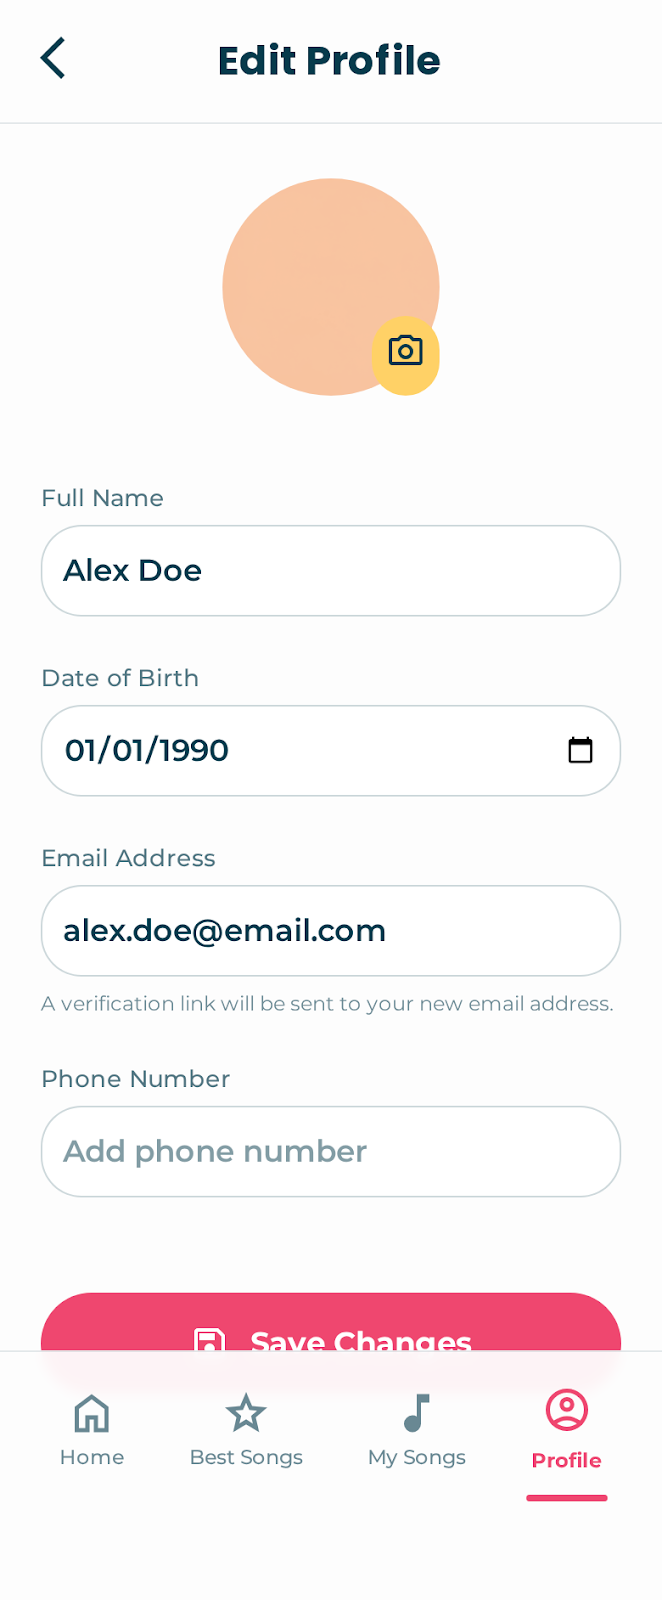 Edit Profile
Full Name
Alex Doe
Date of Birth
01/01/1990
Email Address
alex.doe@email.com
A verification link will be sent to your new email address.
Phone Number
Add phone number
Save Changes
Home
Best Songs
My Songs
Profile